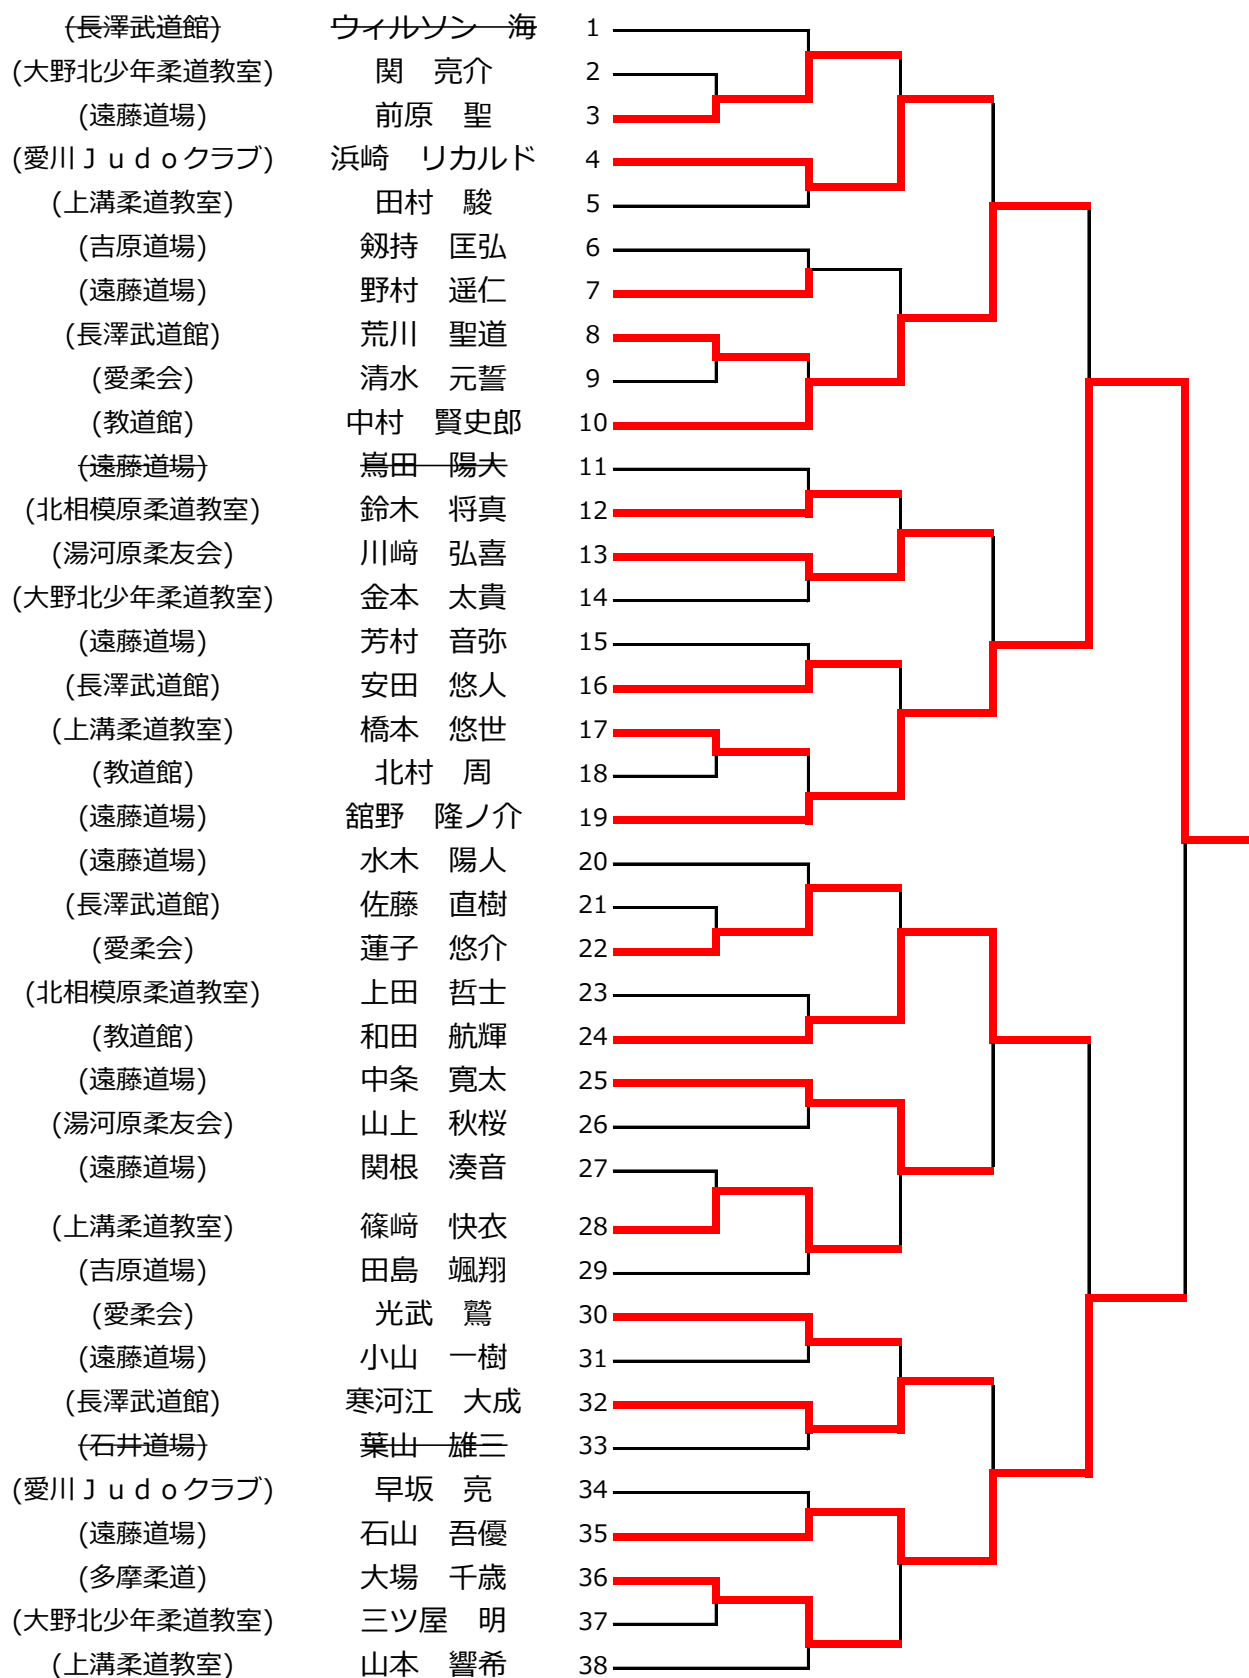 (長澤武道館) ウィルソン 海 1
(大野北少年柔道教室) 関 亮介 2
(遠藤道場) 前原 聖 3
(愛川Ｊｕｄｏクラブ) 浜崎 リカルド 4
(上溝柔道教室) 田村 駿 5
(吉原道場) 剱持 匡弘 6
(遠藤道場) 野村 遥仁 7
(長澤武道館) 荒川 聖道 8
(愛柔会) 清水 元誓 9
(教道館) 中村 賢史郎 10
(遠藤道場) 嶌田 陽大 11
(北相模原柔道教室) 鈴木 将真 12
(湯河原柔友会) 川﨑 弘喜 13
(大野北少年柔道教室) 金本 太貴 14
(遠藤道場) 芳村 音弥 15
(長澤武道館) 安田 悠人 16
(上溝柔道教室) 橋本 悠世 17
(教道館) 北村 周 18
(遠藤道場) 舘野 隆ノ介 19
(遠藤道場) 水木 陽人 20
(長澤武道館) 佐藤 直樹 21
(愛柔会) 蓮子 悠介 22
(北相模原柔道教室) 上田 哲士 23
(教道館) 和田 航輝 24
(遠藤道場) 中条 寛太 25
(湯河原柔友会) 山上 秋桜 26
(遠藤道場) 関根 湊音 27
(上溝柔道教室) 篠﨑 快衣 28
(吉原道場) 田島 颯翔 29
(愛柔会) 光武 鷲 30
(遠藤道場) 小山 一樹 31
(長澤武道館) 寒河江 大成 32
(石井道場) 葉山 雄三 33
(愛川Ｊｕｄｏクラブ) 早坂 亮 34
(遠藤道場) 石山 吾優 35
(多摩柔道) 大場 千歳 36
(大野北少年柔道教室) 三ツ屋 明 37
(上溝柔道教室) 山本 響希 38